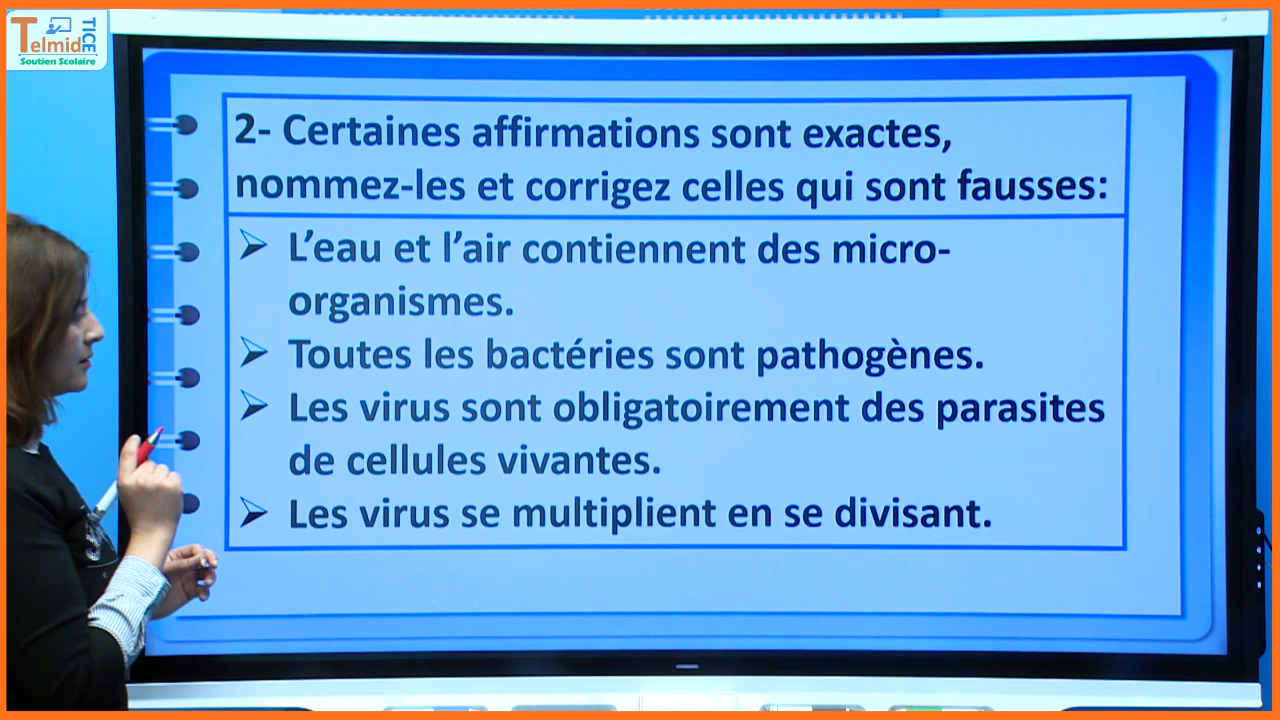 Telmid TICE
Soutien Scolaire
2- Certaines affirmations sont exactes,
nommez-les et corrigez celles qui sont fausses:
➢ L’eau et l’air contiennent des micro-
organismes.
➢ Toutes les bactéries sont pathogènes.
➢ Les virus sont obligatoirement des parasites
de cellules vivantes.
➢ Les virus se multiplient en se divisant.